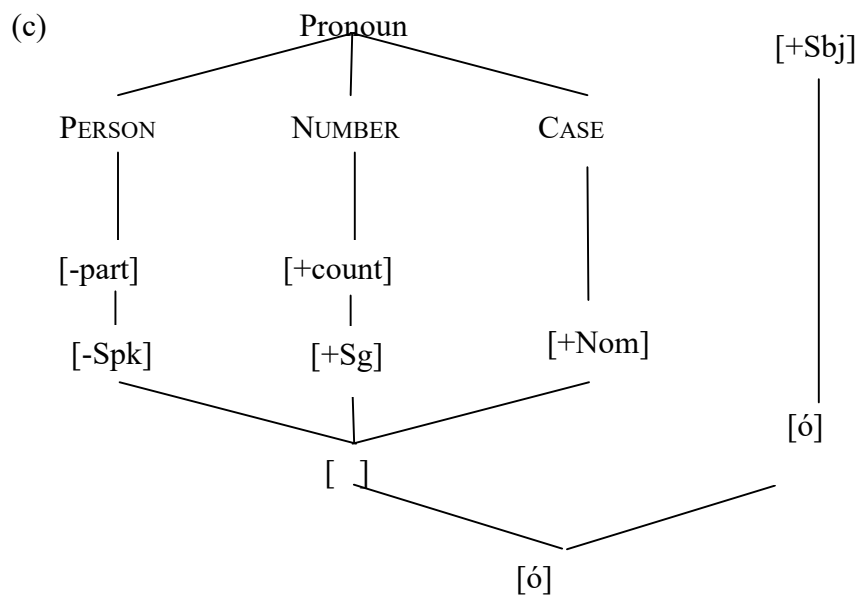 (c) Pronoun
[+Sbj]
PERSON NUMBER CASE
[-part] [+count]
[-Spk] [+Sg] [+Nom]
[ó]
[ ]
[ó]